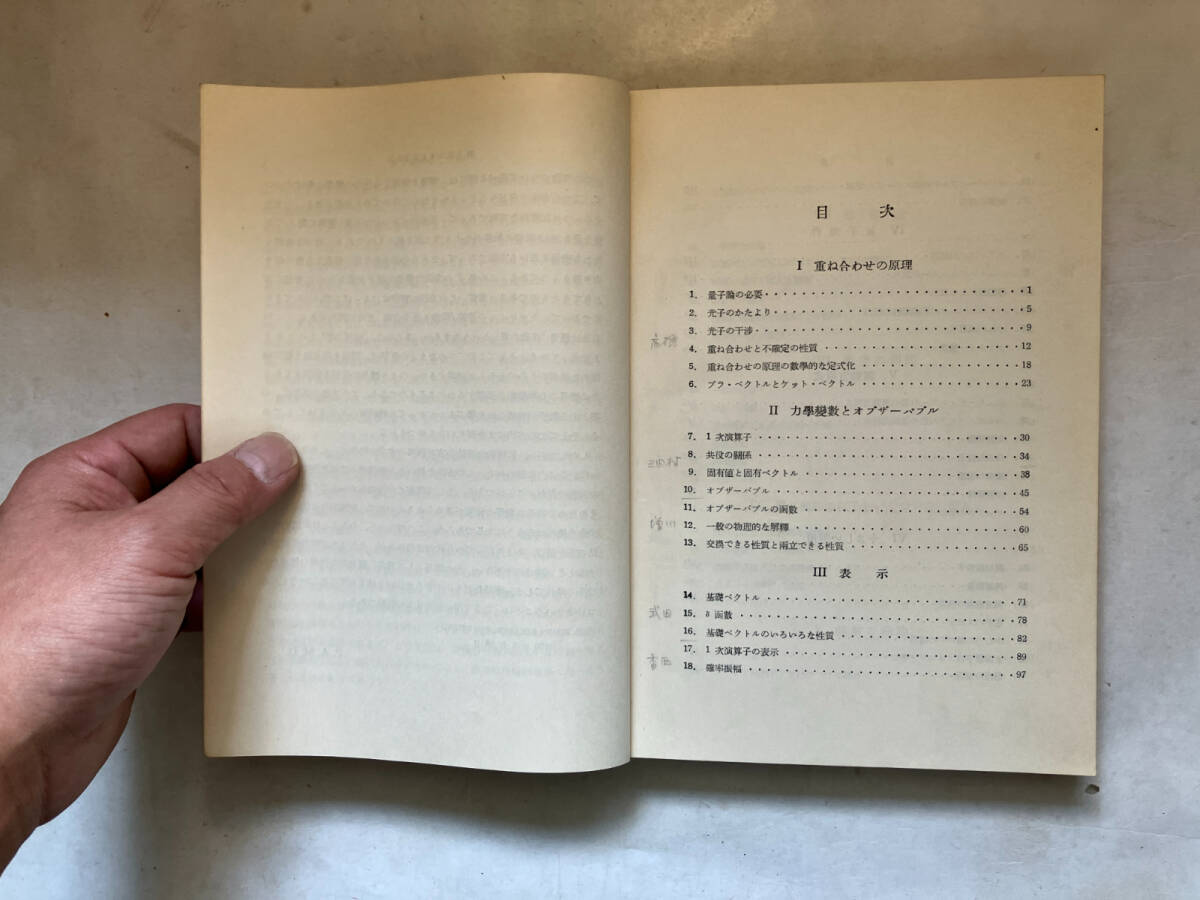 目 次
I 重ね合わせの原理
1. 量子論の必要・・・・・・・・・・・・・・・・・・・・・・・・・・・・1
2. 光子のかたより・・・・・・・・・・・・・・・・・・・・・・・・・・・5
3. 光子の干渉・・・・・・・・・・・・・・・・・・・・・・・・・・・・・9
高橋
4. 重ね合わせと不確定の性質・・・・・・・・・・・・・・・・・・・・・・12
5. 重ね合わせの原理の數學的な定式化・・・・・・・・・・・・・・・・・・18
6. ブラ・ベクトルとケット・ベクトル・・・・・・・・・・・・・・・・・・23
II 力學變數とオブザーバブル
7. 1次演算子・・・・・・・・・・・・・・・・・・・・・・・・・・・・30
8. 共役の關係・・・・・・・・・・・・・・・・・・・・・・・・・・・・34
9. 固有値と固有ベクトル・・・・・・・・・・・・・・・・・・・・・・・38
10. オブザーバブル・・・・・・・・・・・・・・・・・・・・・・・・・・45
11. オブザーバブルの函數・・・・・・・・・・・・・・・・・・・・・・・54
増川
12. 一般の物理的な解釋・・・・・・・・・・・・・・・・・・・・・・・・60
13. 交換できる性質と兩立できる性質・・・・・・・・・・・・・・・・・・65
III 表 示
14. 基礎ベクトル・・・・・・・・・・・・・・・・・・・・・・・・・・・71
武田
15. δ函數・・・・・・・・・・・・・・・・・・・・・・・・・・・・・・78
16. 基礎ベクトルのいろいろな性質・・・・・・・・・・・・・・・・・・・82
17. 1次演算子の表示・・・・・・・・・・・・・・・・・・・・・・・・・89
18. 確率振幅・・・・・・・・・・・・・・・・・・・・・・・・・・・・・97